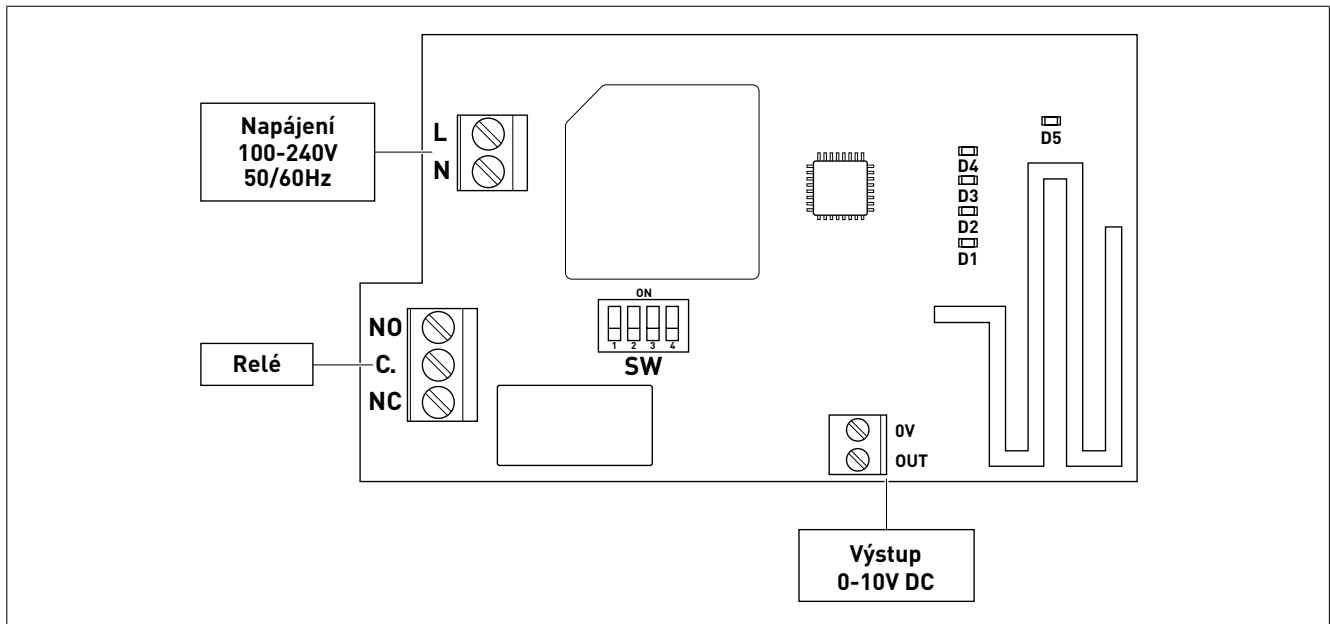 Napájení
100-240V
50/60Hz
L
N
D5
D4
D3
D2
D1
ON
1 2 3 4
SW
NO
C.
NC
Relé
0V
OUT
Výstup
0-10V DC